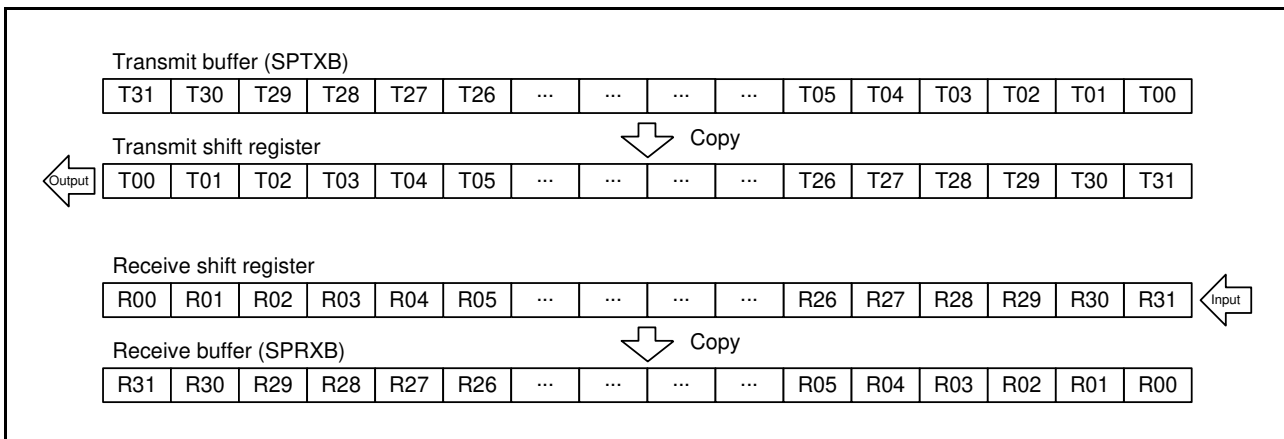 Transmit buffer (SPTXB)
T31 T30 T29 T28 T27 T26 ... ... ... ... T05 T04 T03 T02 T01 T00
Copy
Transmit shift register
Output T00 T01 T02 T03 T04 T05 ... ... ... ... T26 T27 T28 T29 T30 T31
Receive shift register
R00 R01 R02 R03 R04 R05 ... ... ... ... R26 R27 R28 R29 R30 R31 Input
Copy
Receive buffer (SPRXB)
R31 R30 R29 R28 R27 R26 ... ... ... ... R05 R04 R03 R02 R01 R00